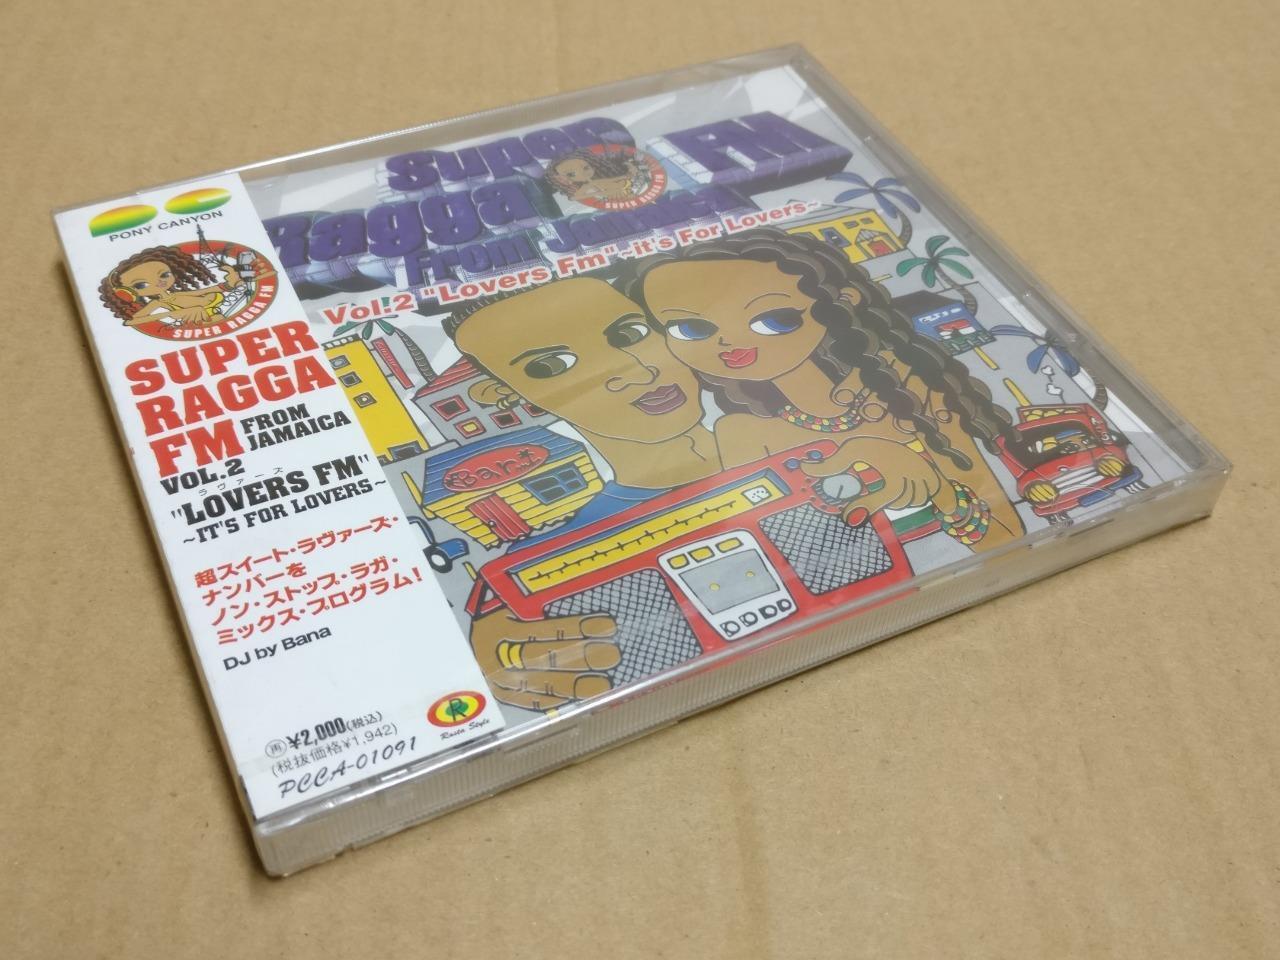 PONY CANYON
SUPER RAGGA FM
SUPER
RAGGA
FM FROM JAMAICA
VOL.2
ラヴァーズ
"LOVERS FM"
~IT'S FOR LOVERS~
超スイート・ラヴァーズ・
ナンバーを
ノン・ストップ・ラガ・
ミックス・プログラム!
DJ by Bana
再 ¥2,000(税込)
(税抜価格¥1,942)
PCCA-01091
R
Rasta Style
Super
Ragga FM
SUPER RAGGA FM
From Jamaica
Vol.2 "Lovers Fm" ~it's For Lovers~
Bar